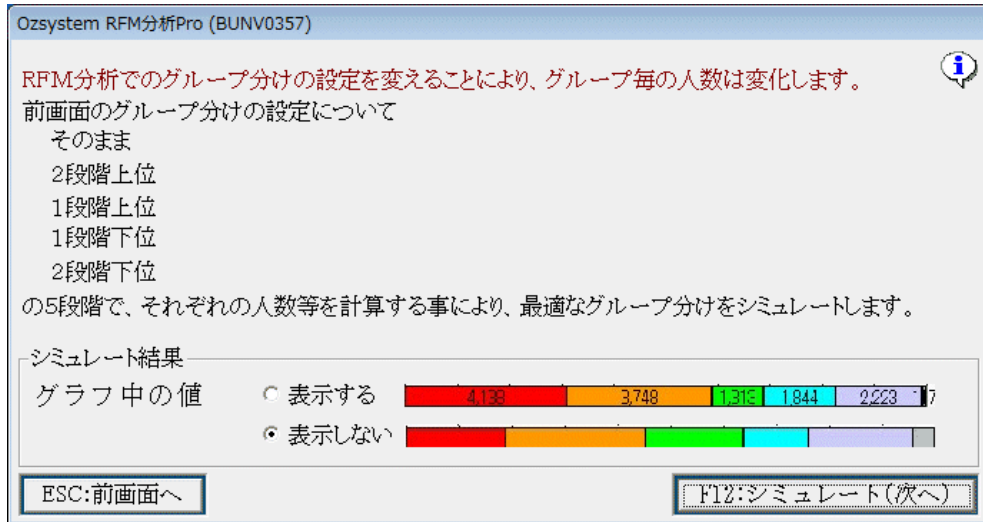 Ozsystem RFM分析Pro (BUNV0357)
RFM分析でのグループ分けの設定を変えることにより、グループ毎の人数は変化します。
前画面のグループ分けの設定について
そのまま
2段階上位
1段階上位
1段階下位
2段階下位
の5段階で、それぞれの人数等を計算する事により、最適なグループ分けをシミュレートします。
シミュレート結果
グラフ中の値
表示する
4,138 3,748 1,844 2,223
表示しない
ESC:前画面へ
F12:シミュレート(次へ)